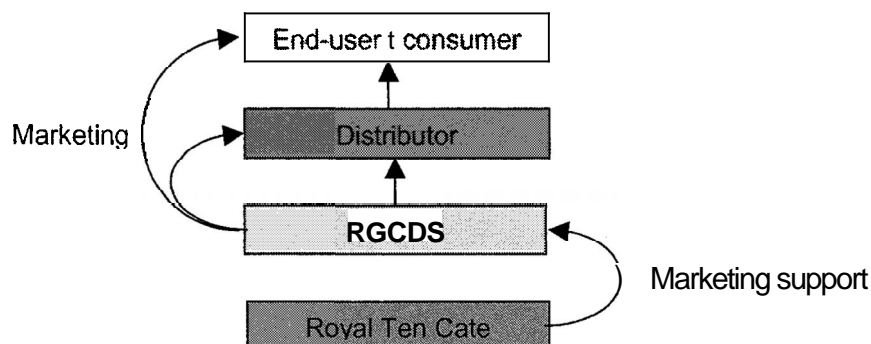 End-user t consumer
Marketing
Distributor
RGCDS
Marketing support
Royal Ten Cate